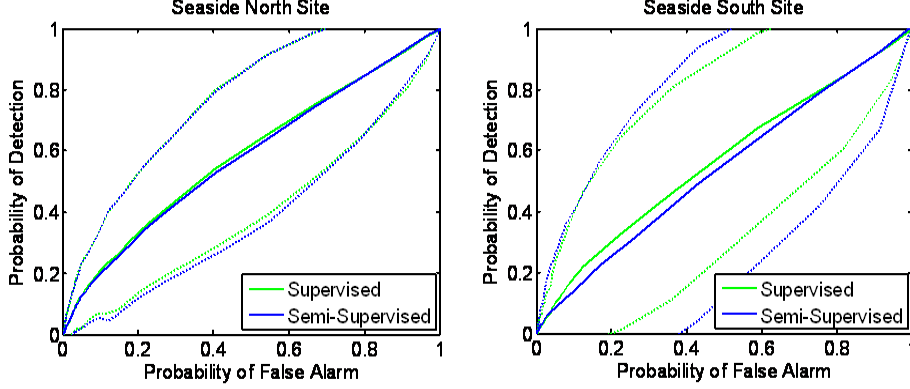 Seaside North Site
Probability of Detection
1
0.8
0.6
0.4
0.2
0
0 0.2 0.4 0.6 0.8 1
Probability of False Alarm
Supervised
Semi-Supervised
Seaside South Site
Probability of Detection
1
0.8
0.6
0.4
0.2
0
0 0.2 0.4 0.6 0.8
Probability of False Alarm
Supervised
Semi-Supervised